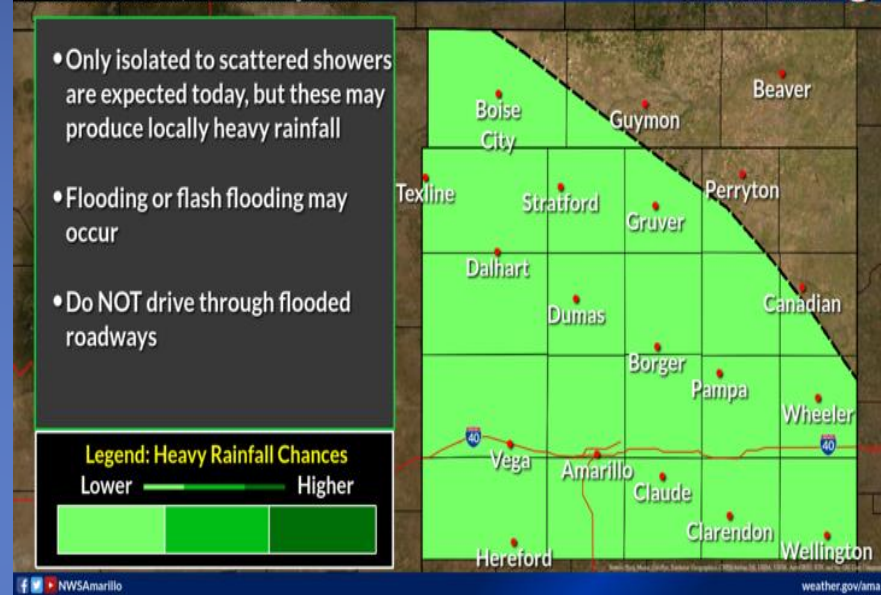 •Only isolated to scattered showers
are expected today, but these may
produce locally heavy rainfall
•Flooding or flash flooding may
occur
•Do NOT drive through flooded
roadways
Legend: Heavy Rainfall Chances
Lower Higher
Boise
City
Guymon
Beaver
Texline
Stratford
Gruver
Perryton
Dalhart
Dumas
Canadian
Borger
Pampa
Wheeler
40
40
Vega
Amarillo
Claude
Clarendon
Hereford
Wellington
NWSAmarillo
weather.gov/ama